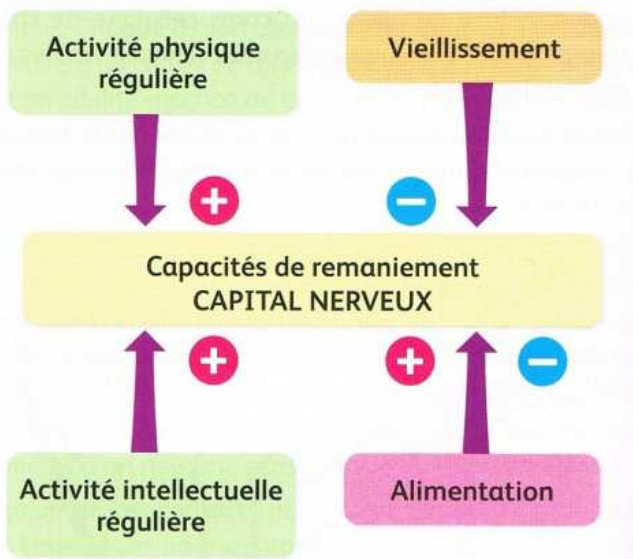 Activité physique
régulière
Vieillissement
+
−
Capacités de remaniement
CAPITAL NERVEUX
+
+
−
Activité intellectuelle
régulière
Alimentation